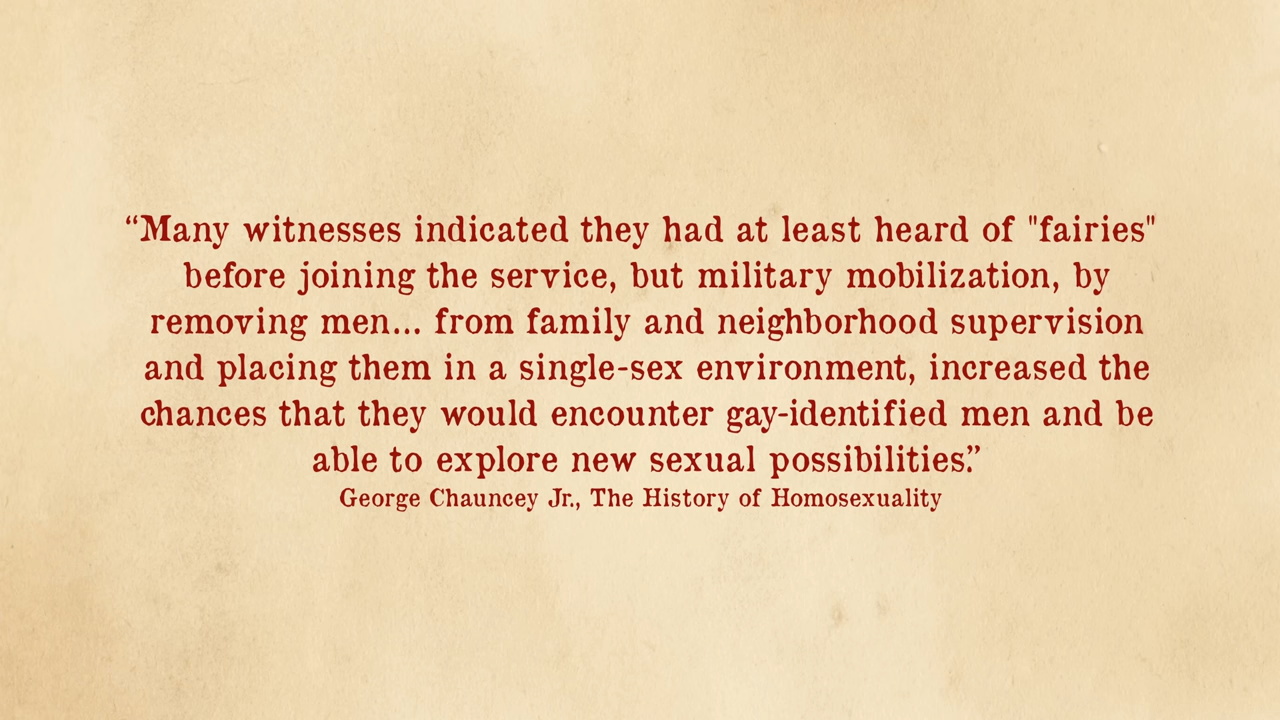 “Many witnesses indicated they had at least heard of "fairies"
before joining the service, but military mobilization, by
removing men... from family and neighborhood supervision
and placing them in a single-sex environment, increased the
chances that they would encounter gay-identified men and be
able to explore new sexual possibilities.”
George Chauncey Jr., The History of Homosexuality